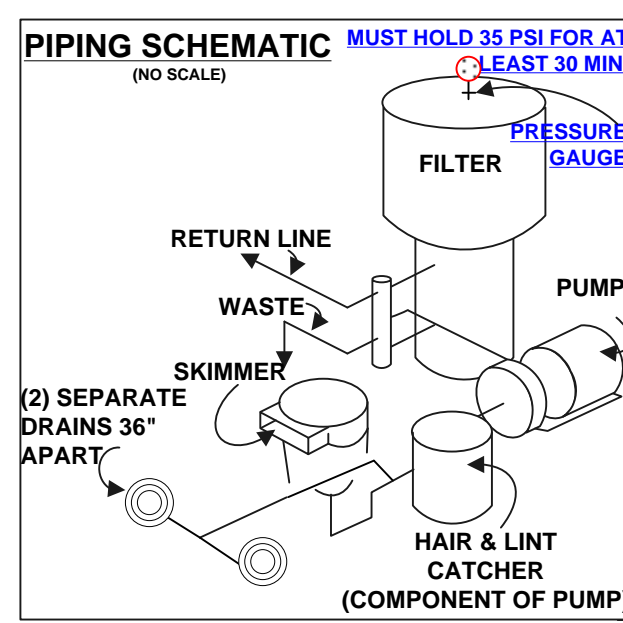 PIPING SCHEMATIC
(NO SCALE)
MUST HOLD 35 PSI FOR AT
LEAST 30 MIN
PRESSURE
GAUGE
FILTER
RETURN LINE
WASTE
PUMP
SKIMMER
(2) SEPARATE
DRAINS 36"
APART
HAIR & LINT
CATCHER
(COMPONENT OF PUMP)